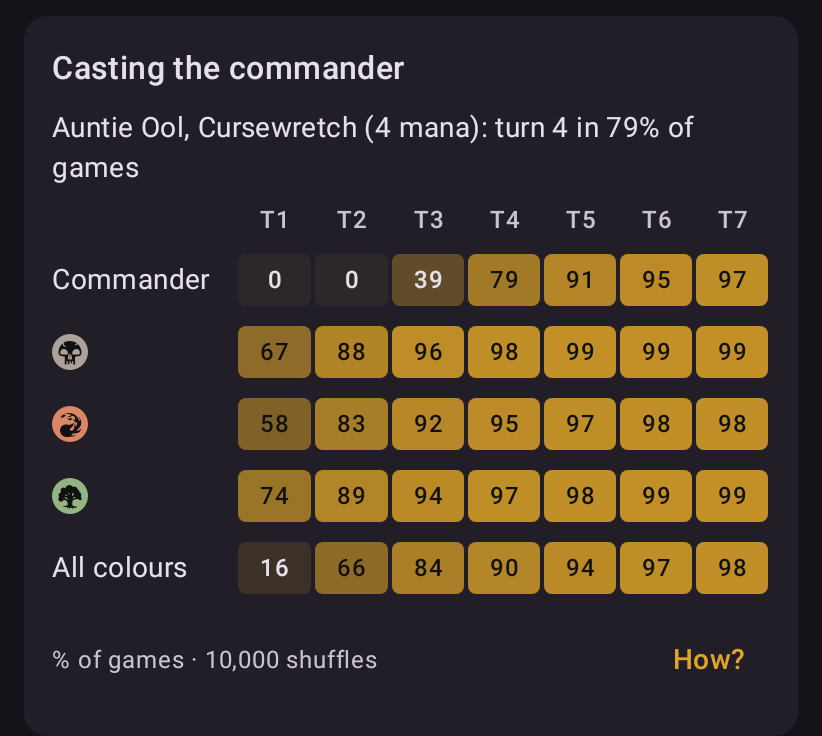 Casting the commander
Auntie Ool, Cursewretch (4 mana): turn 4 in 79% of
games
T1 T2 T3 T4 T5 T6 T7
Commander 0 0 39 79 91 95 97
67 88 96 98 99 99 99
58 83 92 95 97 98 98
74 89 94 97 98 99 99
All colours 16 66 84 90 94 97 98
% of games · 10,000 shuffles How?